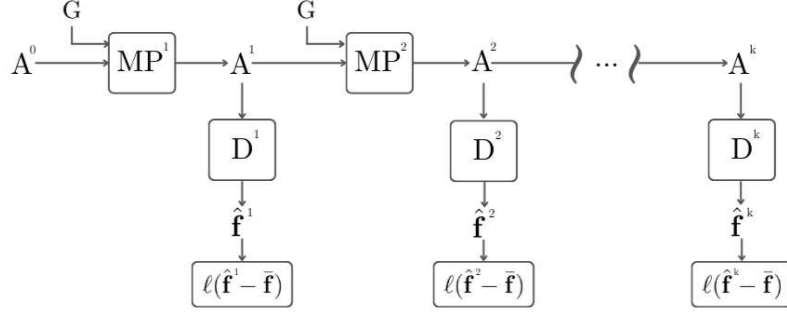 G G
A⁰ MP¹ A¹ MP² A² ... Aᵏ
D¹ D² Dᵏ
f̂¹ f̂² f̂ᵏ
ℓ(f̂¹ − f̄) ℓ(f̂² − f̄) ℓ(f̂ᵏ − f̄)